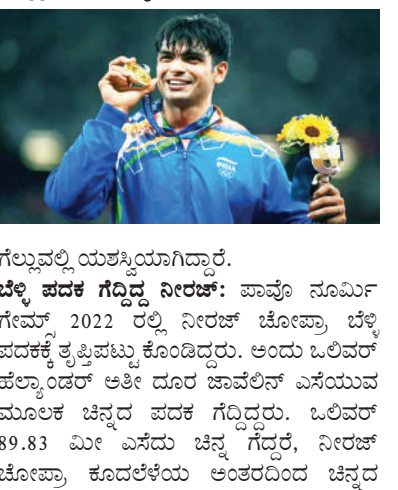 INDIA
ಗೆಲ್ಲುವಲ್ಲಿ ಯಶಸ್ವಿಯಾಗಿದ್ದಾರೆ.
ಬೆಳ್ಳಿ ಪದಕ ಗೆದ್ದಿದ್ದ ನೀರಜ್: ಪಾವೊ ನೂರ್ಮಿ
ಗೇಮ್ಸ್ 2022 ರಲ್ಲಿ ನೀರಜ್ ಚೋಪ್ರಾ ಬೆಳ್ಳಿ
ಪದಕಕ್ಕೆ ತೃಪ್ತಿಪಟ್ಟುಕೊಂಡಿದ್ದರು. ಅಂದು ಒಲಿವರ್
ಹೆಲ್ಯಾಂಡರ್ ಅತೀ ದೂರ ಜಾವೆಲಿನ್ ಎಸೆಯುವ
ಮೂಲಕ ಚಿನ್ನದ ಪದಕ ಗೆದ್ದಿದ್ದರು. ಒಲಿವರ್
89.83 ಮೀ ಎಸೆದು ಚಿನ್ನ ಗೆದ್ದರೆ, ನೀರಜ್
ಚೋಪ್ರಾ ಕೂದಲೆಳೆಯ ಅಂತರದಿಂದ ಚಿನ್ನದ